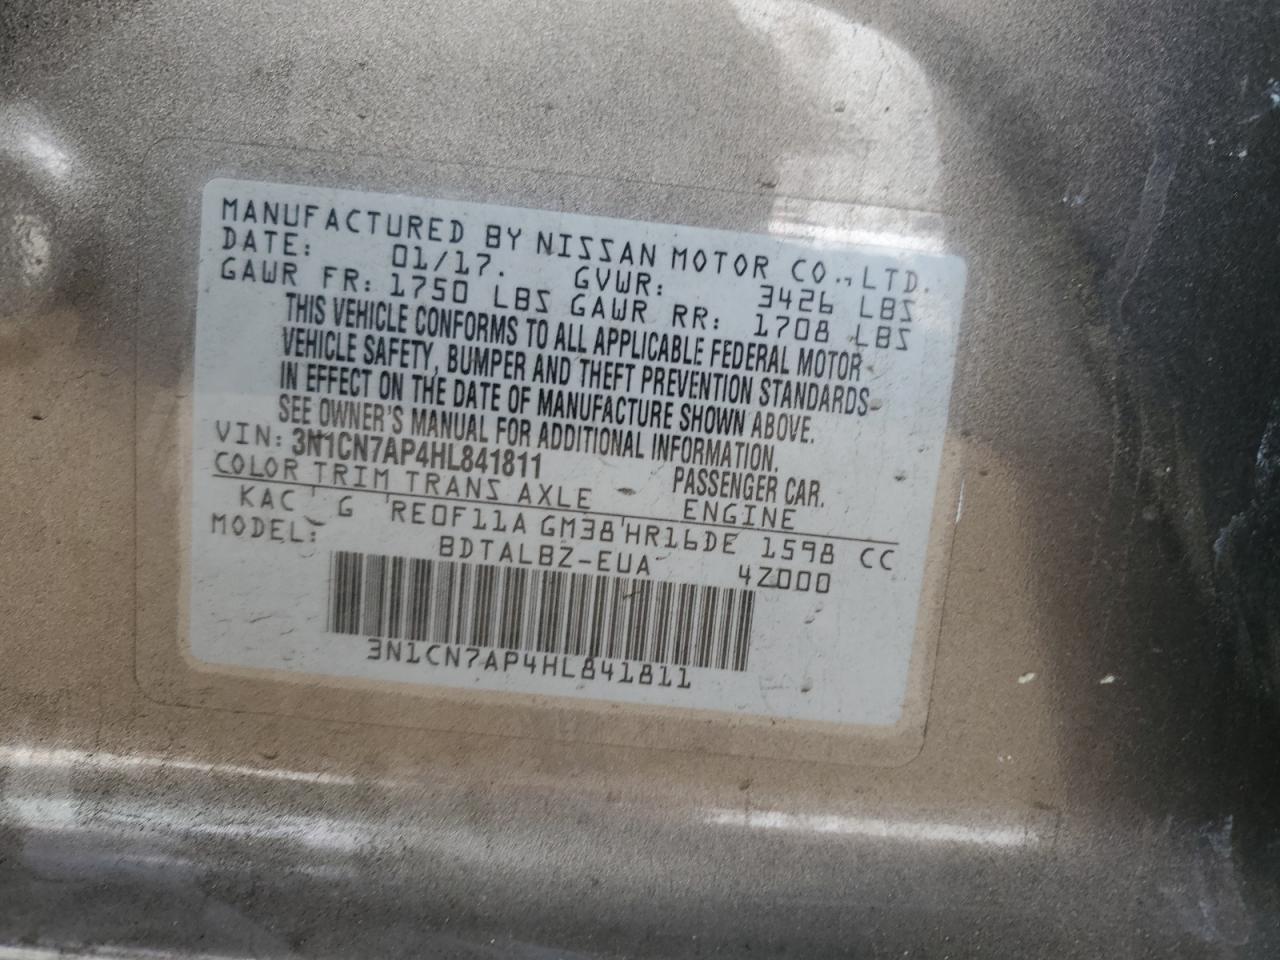 MANUFACTURED BY NISSAN MOTOR CO., LTD.
DATE: 01/17. GVWR: 3426 LBS
GAWR FR: 1750 LBS GAWR RR: 1708 LBS
THIS VEHICLE CONFORMS TO ALL APPLICABLE FEDERAL MOTOR
VEHICLE SAFETY, BUMPER AND THEFT PREVENTION STANDARDS
IN EFFECT ON THE DATE OF MANUFACTURE SHOWN ABOVE.
SEE OWNER'S MANUAL FOR ADDITIONAL INFORMATION.
VIN: 3N1CN7AP4HL841811 PASSENGER CAR.
COLOR TRIM TRANS AXLE ENGINE
KAC G RE0F11A GM38 HR16DE 1598 CC
MODEL: BDTALBZ-EUA 4Z000
3N1CN7AP4HL841811